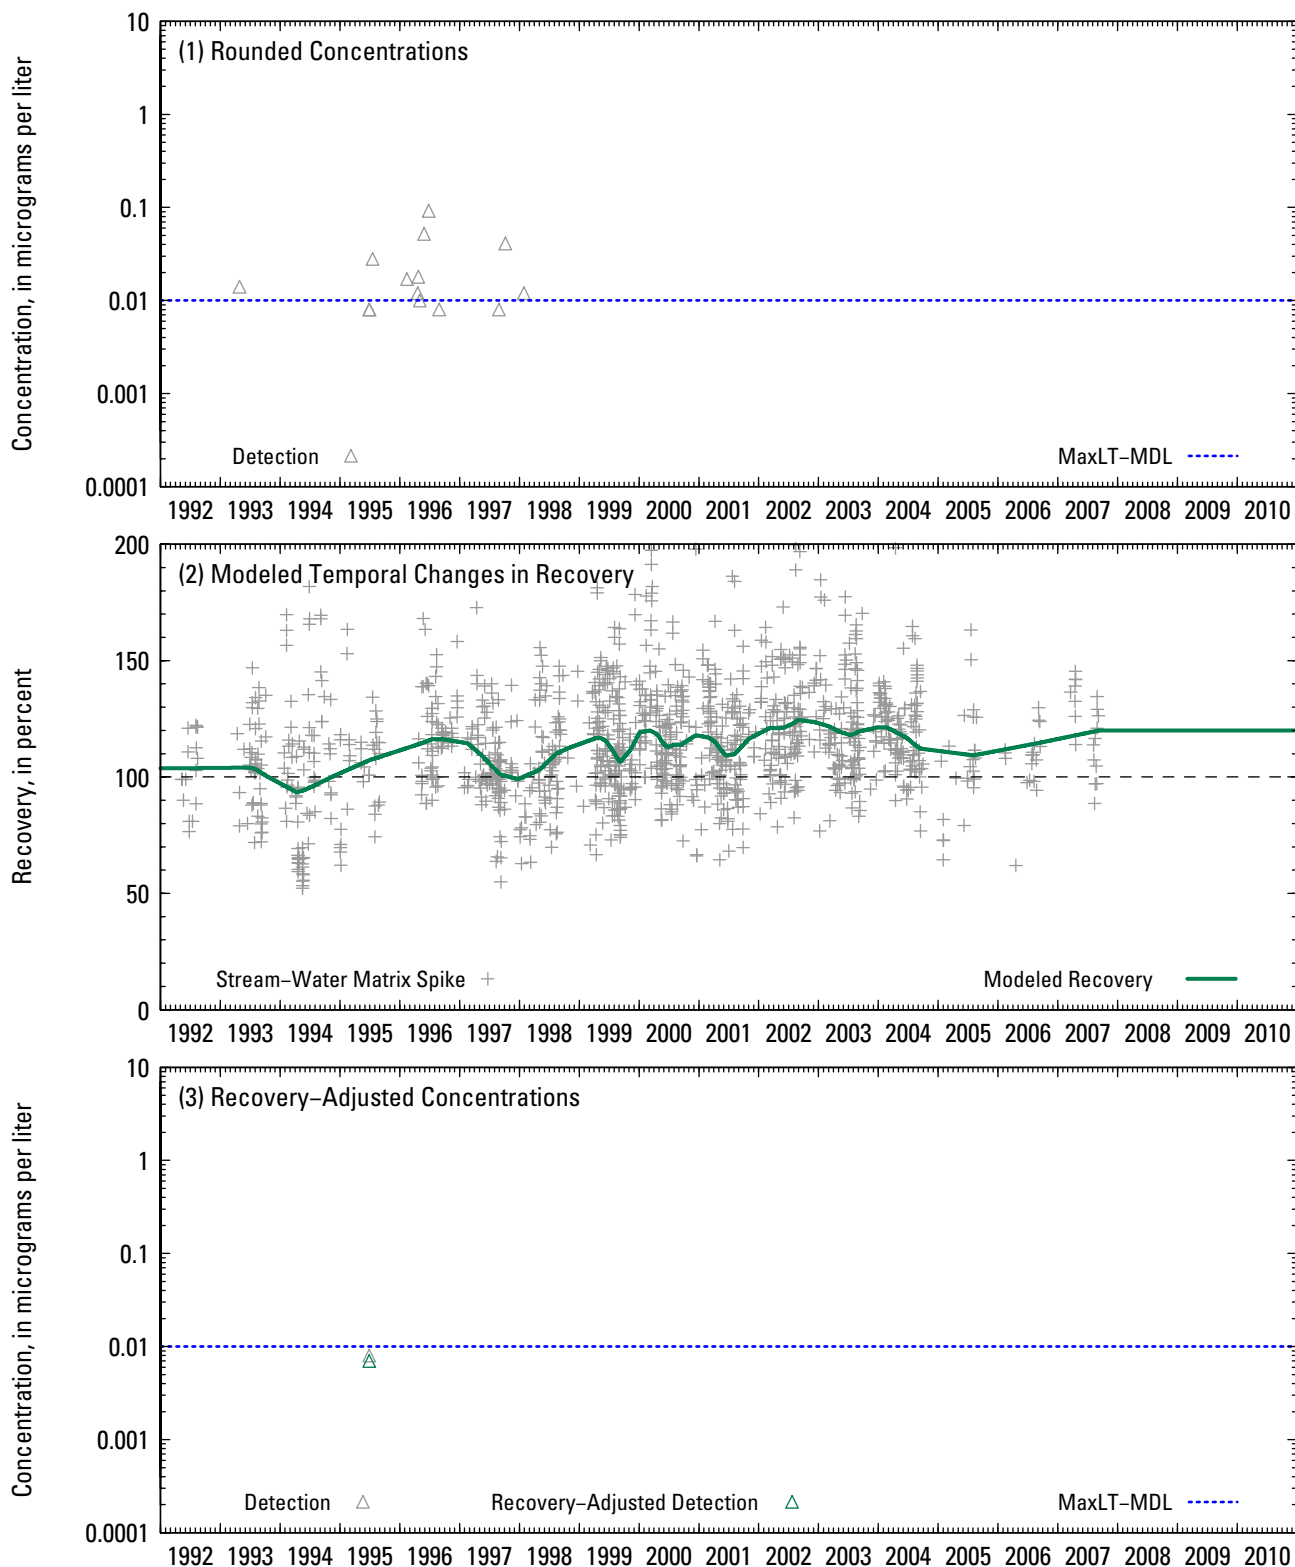 (1) Rounded Concentrations
Concentration, in micrograms per liter
10
1
0.1
0.01
0.001
0.0001
Detection
MaxLT–MDL
1992 1993 1994 1995 1996 1997 1998 1999 2000 2001 2002 2003 2004 2005 2006 2007 2008 2009 2010
(2) Modeled Temporal Changes in Recovery
Recovery, in percent
200
150
100
50
0
Stream–Water Matrix Spike
Modeled Recovery
1992 1993 1994 1995 1996 1997 1998 1999 2000 2001 2002 2003 2004 2005 2006 2007 2008 2009 2010
(3) Recovery–Adjusted Concentrations
Concentration, in micrograms per liter
10
1
0.1
0.01
0.001
0.0001
Detection
Recovery–Adjusted Detection
MaxLT–MDL
1992 1993 1994 1995 1996 1997 1998 1999 2000 2001 2002 2003 2004 2005 2006 2007 2008 2009 2010